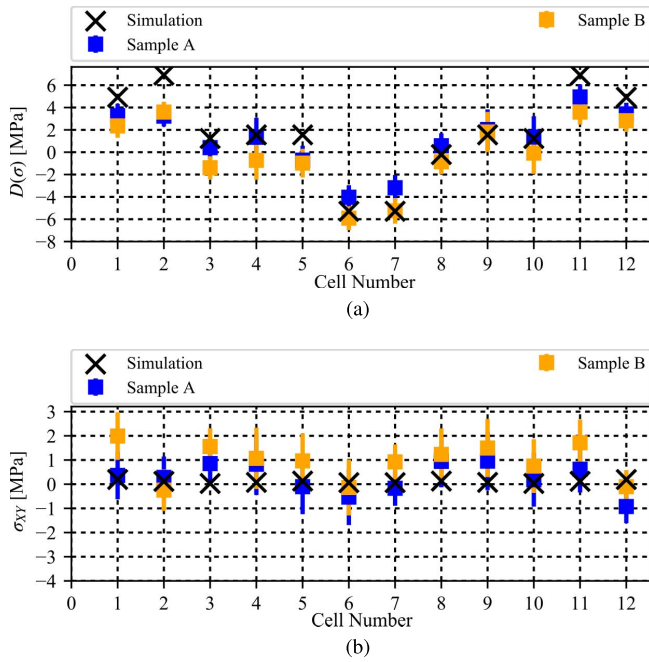 Simulation
Sample A
Sample B
D(σ) [MPa]
6
4
2
0
−2
−4
−6
−8
0 1 2 3 4 5 6 7 8 9 10 11 12
Cell Number
(a)
Simulation
Sample A
Sample B
σXY [MPa]
3
2
1
0
−1
−2
−3
−4
0 1 2 3 4 5 6 7 8 9 10 11 12
Cell Number
(b)